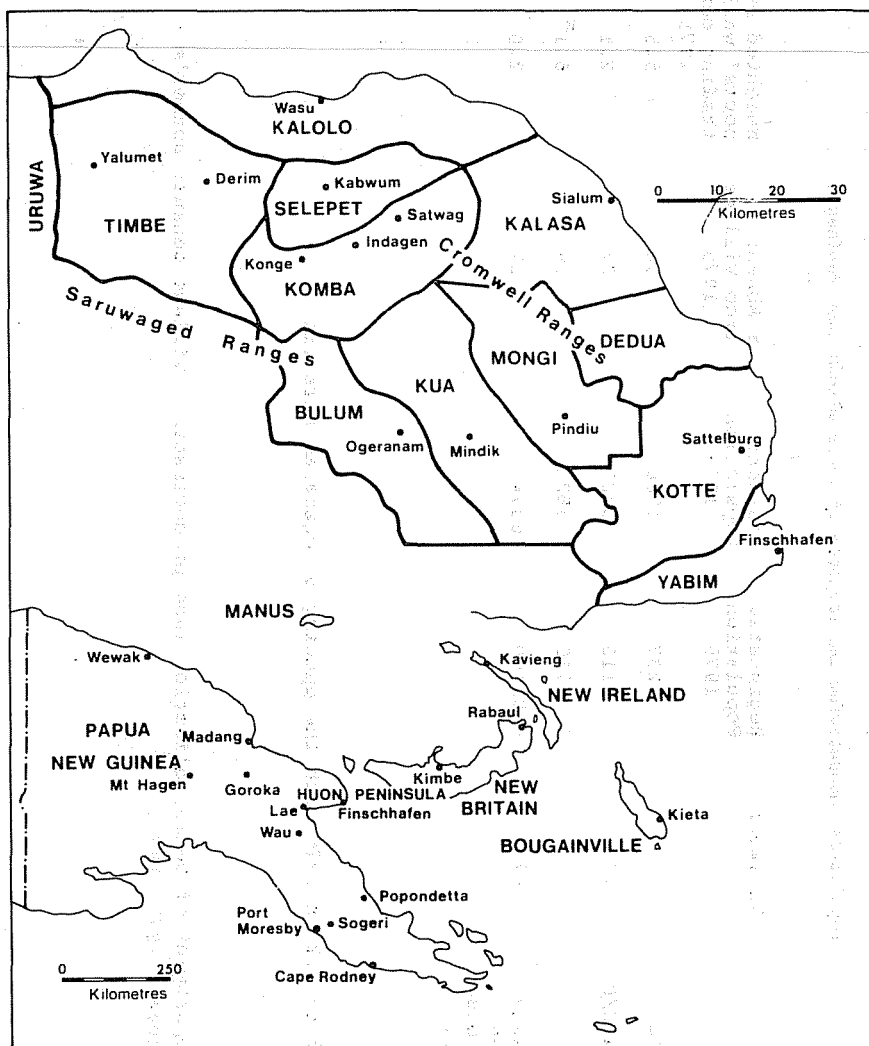 Wasu
KALOLO
URUWA
Yalumet
Derim
TIMBE
Kabwum
SELEPET
Satwag
Indagen
Konge
KOMBA
Sialum
KALASA
0 10 20 30
Kilometres
Cromwell Ranges
Saruwaged Ranges
DEDUA
MONGI
KUA
BULUM
Ogeranam
Mindik
Pindiu
Sattelburg
KOTTE
Finschhafen
YABIM
MANUS
Wewak
Kavieng
NEW IRELAND
Rabaul
PAPUA
NEW GUINEA
Madang
Mt Hagen
Goroka
Kimbe
HUON PENINSULA
NEW
BRITAIN
Lae
Finschhafen
Wau
Kieta
BOUGAINVILLE
Popondetta
Port
Moresby
Sogeri
Cape Rodney
0 250
Kilometres